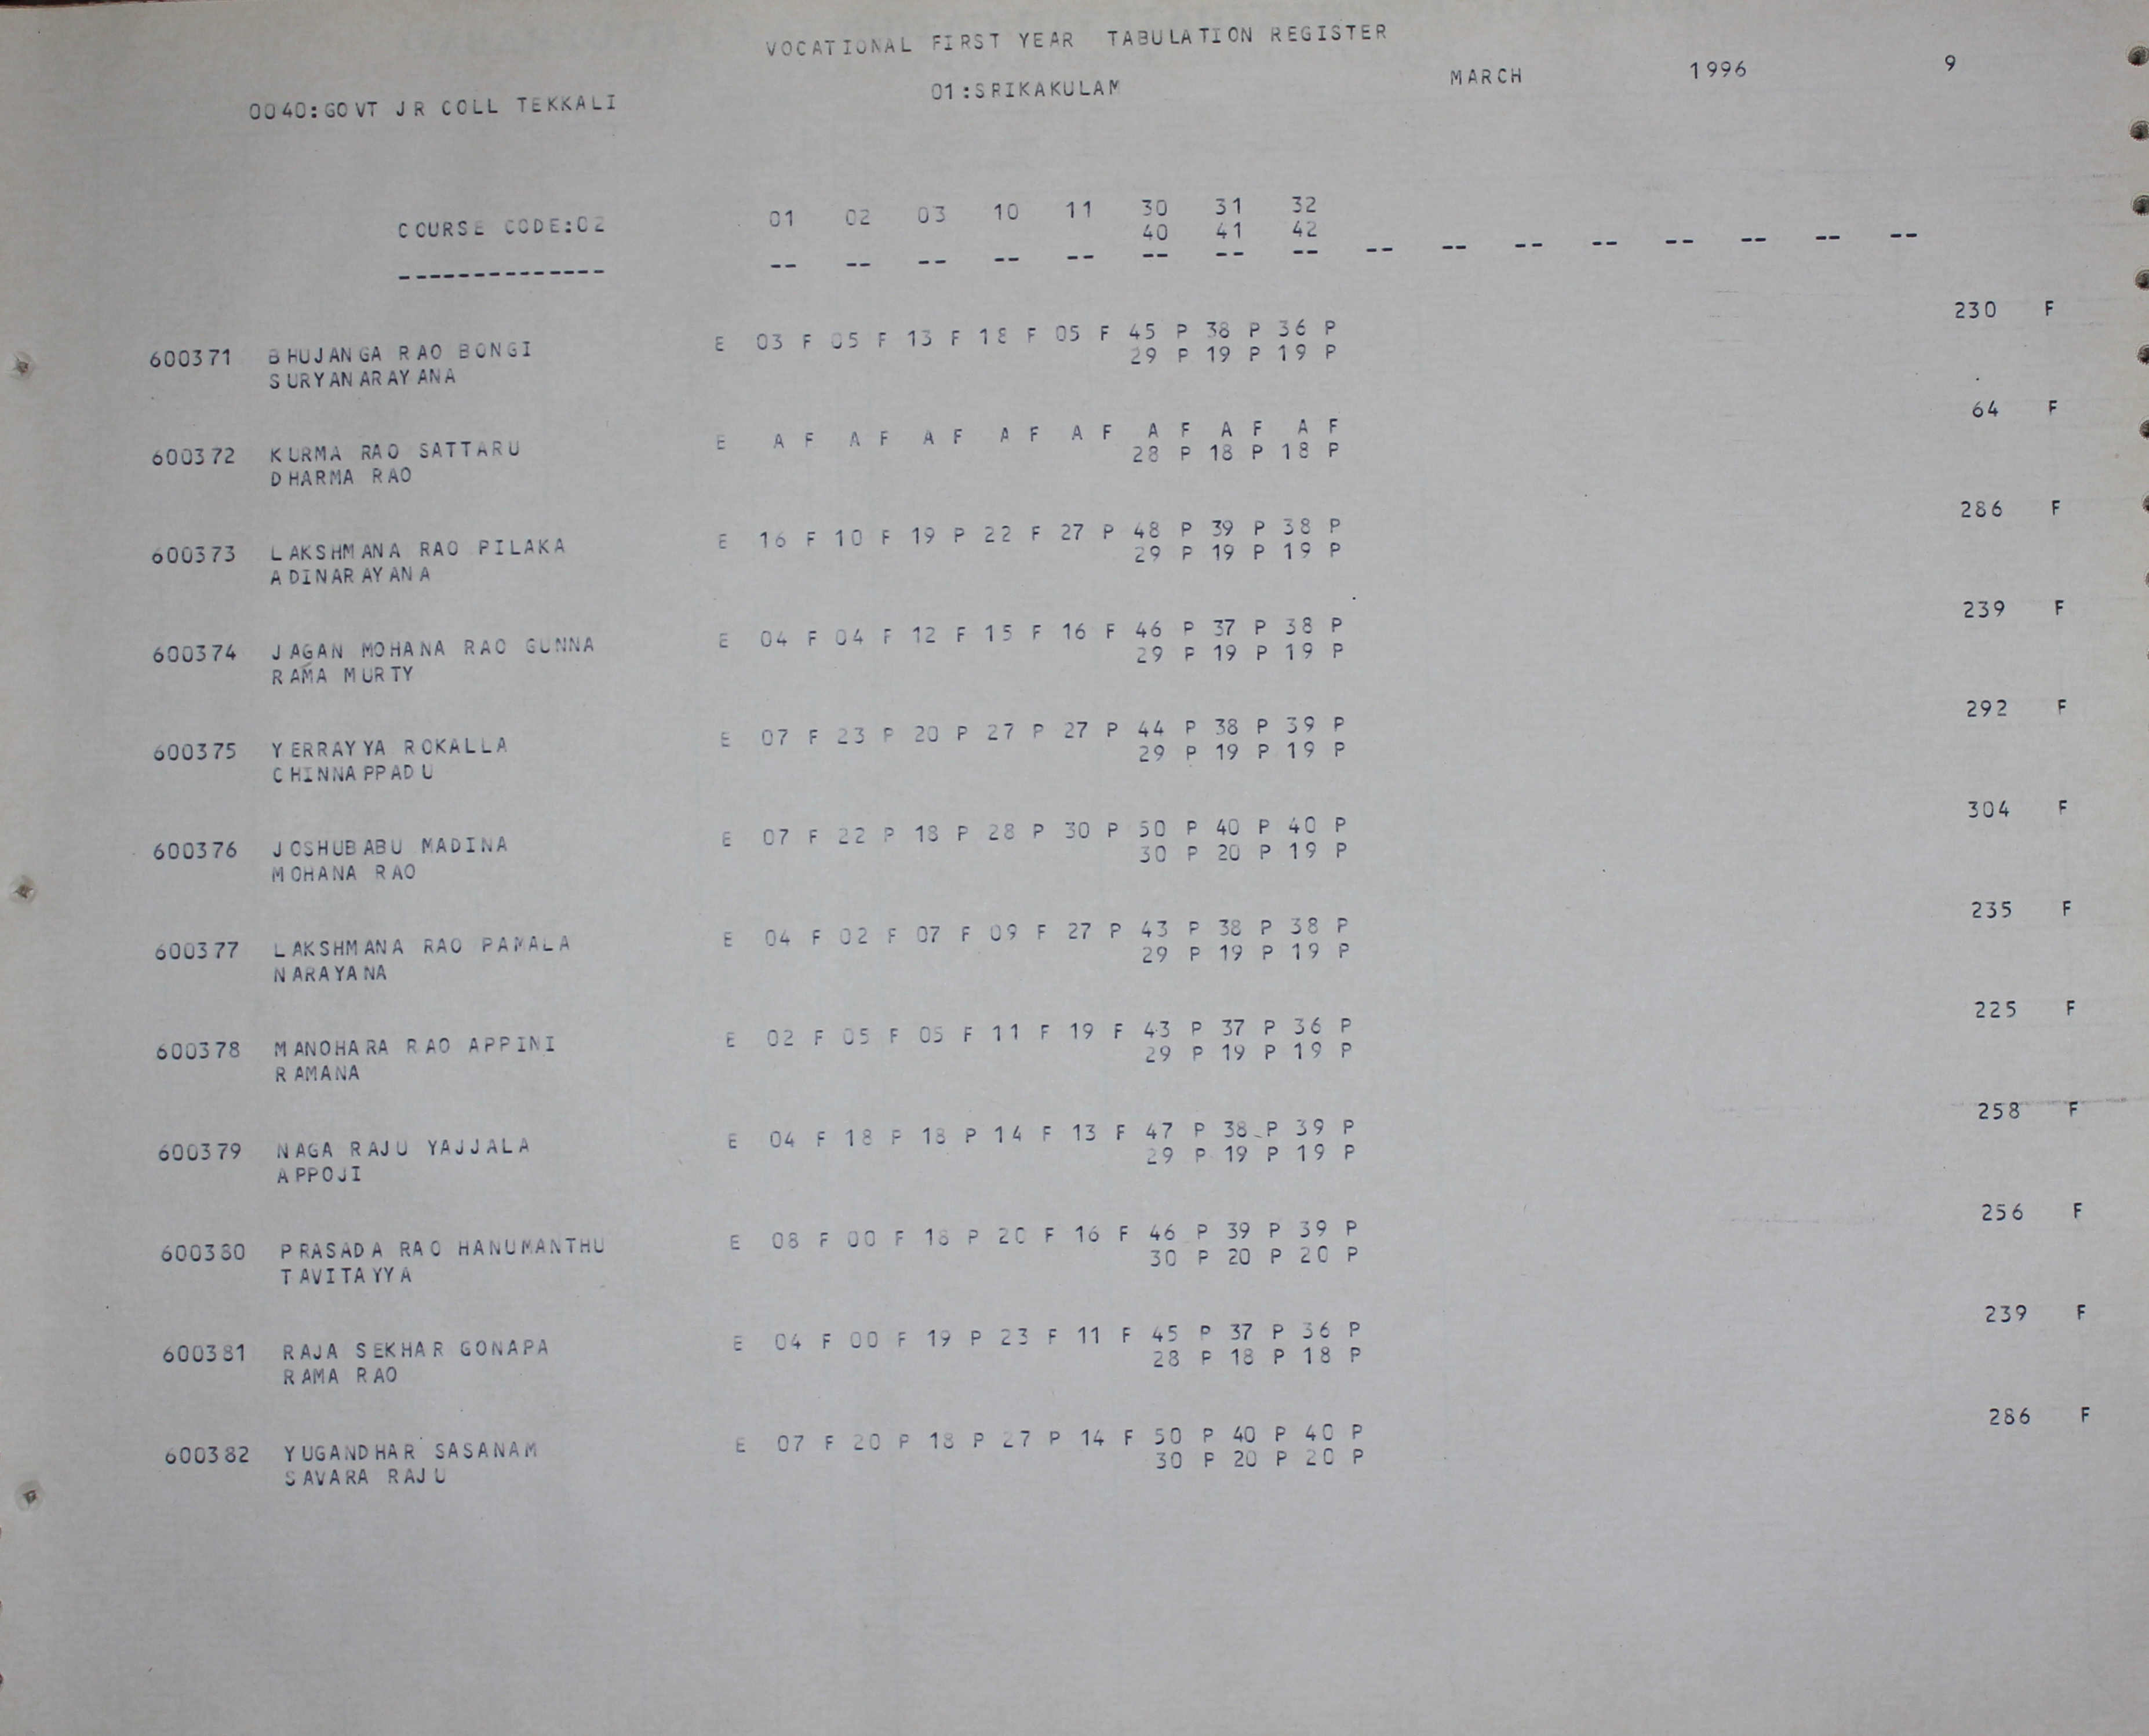 VOCATIONAL FIRST YEAR TABULATION REGISTER
0040:GOVT JR COLL TEKKALI 01:SRIKAKULAM MARCH 1996 9
COURSE CODE:02 01 02 03 10 11 30 31 32
40 41 42
-------------- -- -- -- -- -- -- -- -- -- -- -- -- -- -- -- --
600371 BHUJANGA RAO BONGI E 03 F 05 F 13 F 18 F 05 F 45 P 38 P 36 P 230 F
SURYANARAYANA 29 P 19 P 19 P
600372 KURMA RAO SATTARU E A F A F A F A F A F A F A F A F 64 F
DHARMA RAO 28 P 18 P 18 P
600373 LAKSHMANA RAO PILAKA E 16 F 10 F 19 P 22 F 27 P 48 P 39 P 38 P 286 F
ADINARAYANA 29 P 19 P 19 P
600374 JAGAN MOHANA RAO GUNNA E 04 F 04 F 12 F 15 F 16 F 46 P 37 P 38 P 239 F
RAMA MURTY 29 P 19 P 19 P
600375 YERRAYYA ROKALLA E 07 F 23 P 20 P 27 P 27 P 44 P 38 P 39 P 292 F
CHINNAPPADU 29 P 19 P 19 P
600376 JOSHUBABU MADINA E 07 F 22 P 18 P 28 P 30 P 50 P 40 P 40 P 304 F
MOHANA RAO 30 P 20 P 19 P
600377 LAKSHMANA RAO PAMALA E 04 F 02 F 07 F 09 F 27 P 43 P 38 P 38 P 235 F
NARAYANA 29 P 19 P 19 P
600378 MANOHARA RAO APPINI E 02 F 05 F 05 F 11 F 19 F 43 P 37 P 36 P 225 F
RAMANA 29 P 19 P 19 P
600379 NAGA RAJU YAJJALA E 04 F 18 P 18 P 14 F 13 F 47 P 38 P 39 P 258 F
APPOJI 29 P 19 P 19 P
600380 PRASADA RAO HANUMANTHU E 08 F 00 F 18 P 20 F 16 F 46 P 39 P 39 P 256 F
TAVITAYYA 30 P 20 P 20 P
600381 RAJA SEKHAR GONAPA E 04 F 00 F 19 P 23 F 11 F 45 P 37 P 36 P 239 F
RAMA RAO 28 P 18 P 18 P
600382 YUGANDHAR SASANAM E 07 F 20 P 18 P 27 P 14 F 50 P 40 P 40 P 286 F
SAVARA RAJU 30 P 20 P 20 P